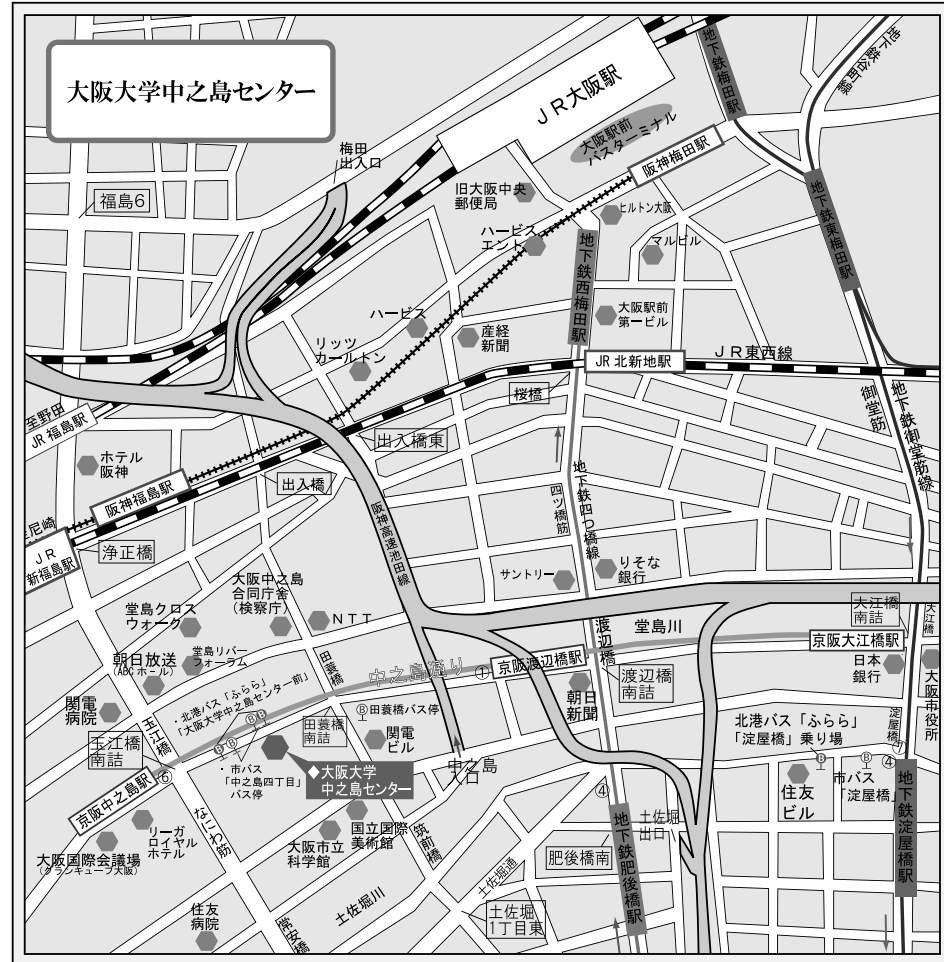 大阪大学中之島センター
JR大阪駅
地下鉄梅田駅
地下鉄谷町線
大阪駅前
バスターミナル
阪神梅田駅
梅田
出入口
福島6
旧大阪中央
郵便局
ヒルトン大阪
地下鉄東梅田駅
ハービス
エント
マルビル
地下鉄西梅田駅
ハービス
産経
新聞
大阪駅前
第一ビル
リッツ
カールトン
JR 北新地駅
JR東西線
桜橋
至野田
JR 福島駅
御堂筋
地下鉄御堂筋線
出入橋東
ホテル
阪神
阪神福島駅
出入橋
阪神高速池田線
四ツ橋筋
地下鉄四つ橋線
尼崎
JR
新福島駅
浄正橋
大阪中之島
合同庁舎
(検察庁)
サントリー
りそな
銀行
堂島クロス
ウォーク
NTT
大江橋
南詰
大江橋
渡辺橋
堂島川
京阪大江橋駅
朝日放送
(ABCホール)
堂島リバー
フォーラム
田蓑橋
中之島通り
①
京阪渡辺橋駅
渡辺橋
南詰
日本
銀行
大阪市役所
関電
病院
玉江橋
・北港バス「ふらら」
「大阪大学中之島センター前」
Ⓑ田蓑橋バス停
朝日
新聞
北港バス「ふらら」
「淀屋橋」乗り場
淀屋橋
玉江橋
南詰
Ⓑ Ⓑ
Ⓑ Ⓑ
田蓑橋
南詰
関電
ビル
中之島
入口
Ⓑ
Ⓑ
⑦
④
京阪中之島駅
⑥
・市バス
「中之島四丁目」
バス停
◆大阪大学
中之島センター
④
住友
ビル
市バス
「淀屋橋」
地下鉄淀屋橋駅
なにわ筋
リーガ
ロイヤル
ホテル
大阪国際会議場
(グランキューブ大阪)
大阪市立
科学館
国立国際
美術館
筑前橋
地下鉄肥後橋駅
土佐堀
出口
肥後橋南
土佐堀通
土佐堀川
住友
病院
常安橋
土佐堀
1丁目東